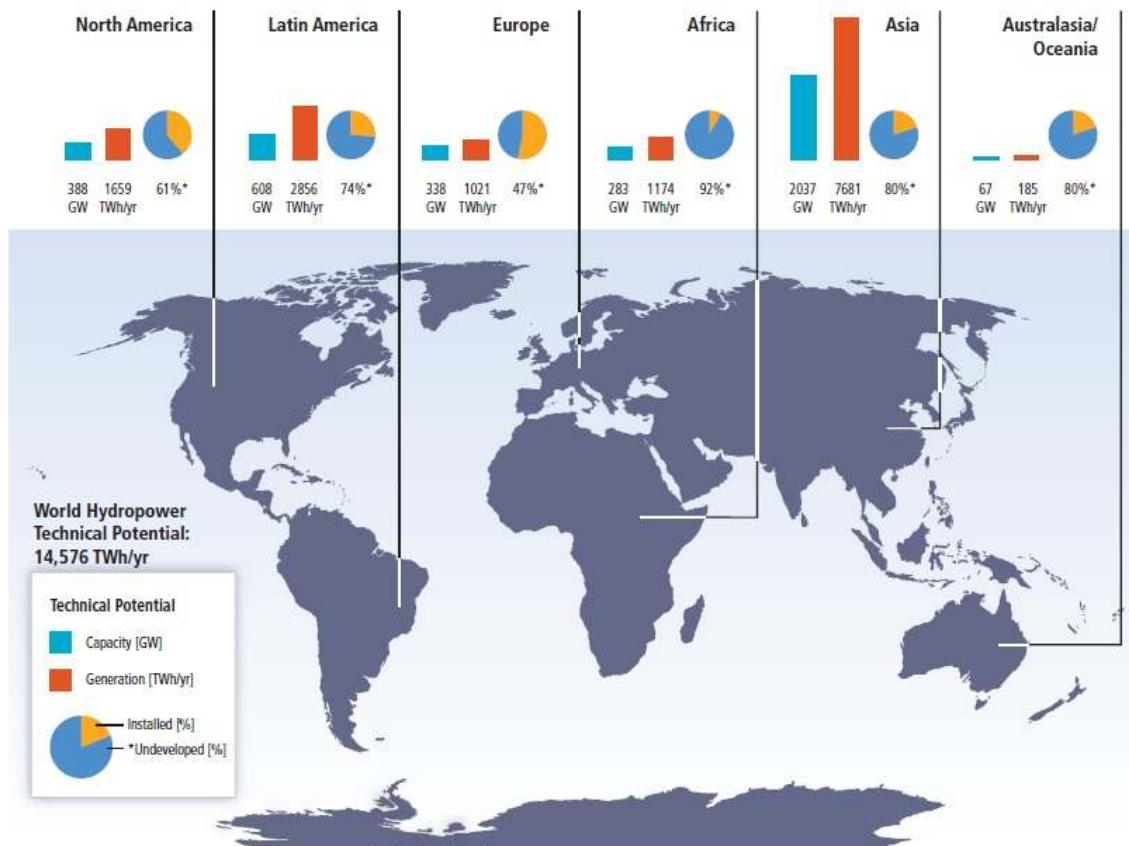 North America
388
GW
1659
TWh/yr
61%*
Latin America
608
GW
2856
TWh/yr
74%*
Europe
338
GW
1021
TWh/yr
47%*
Africa
283
GW
1174
TWh/yr
92%*
Asia
2037
GW
7681
TWh/yr
80%*
Australasia/
Oceania
67
GW
185
TWh/yr
80%*
World Hydropower
Technical Potential:
14,576 TWh/yr
Technical Potential
Capacity [GW]
Generation [TWh/yr]
Installed [%]
*Undeveloped [%]